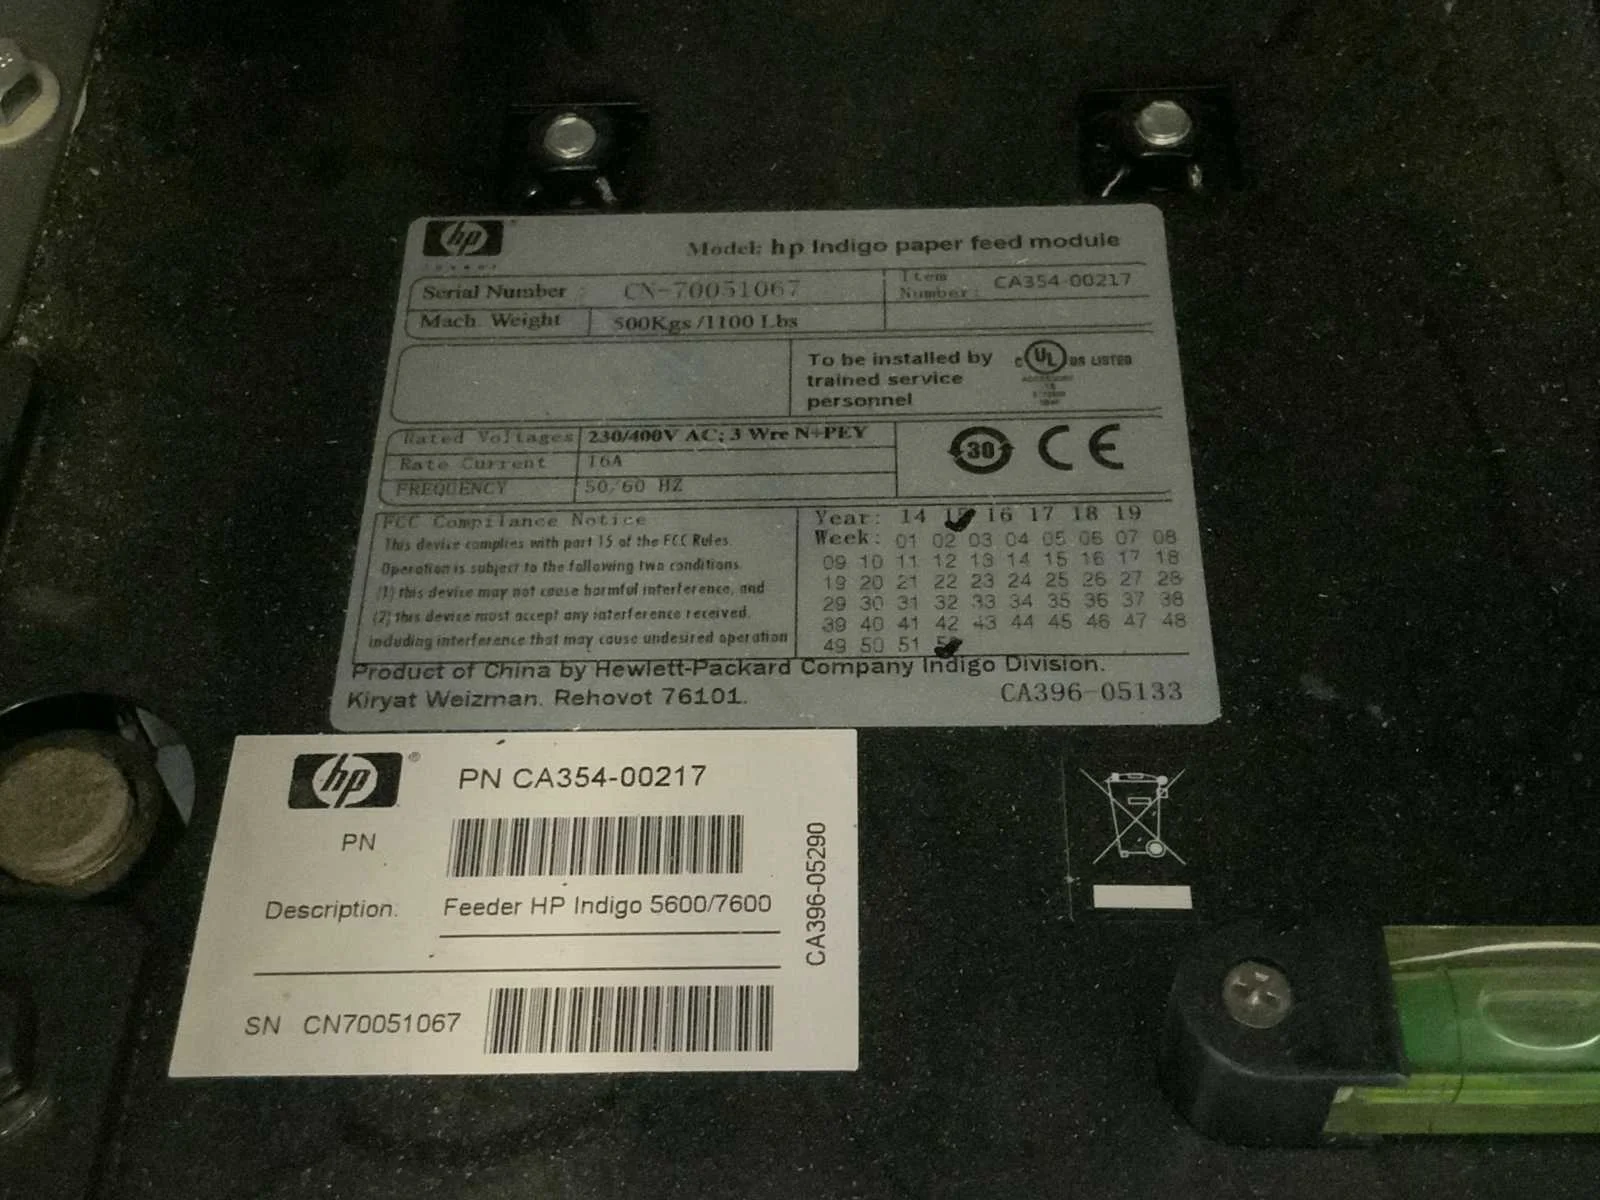 hp
Model: hp Indigo paper feed module
Serial Number : CN-70051067
Item Number: CA354-00217
Mach. Weight 500Kgs/1100 Lbs
To be installed by
trained service
personnel
C UL US LISTED
Rated Voltages 230/400V AC; 3 Wre N+PEY
Rate Current 16A
FREQUENCY 50/60 HZ
30 CE
FCC Compilance Notice
This device complies with part 15 of the FCC Rules.
Operation is subject to the following two conditions.
(1) this device may not cause harmful interference, and
(2) this device must accept any interference received.
including interference that may cause undesired operation
Year: 14 15 16 17 18 19
Week: 01 02 03 04 05 06 07 08
09 10 11 12 13 14 15 16 17 18
19 20 21 22 23 24 25 26 27 28
29 30 31 32 33 34 35 36 37 38
39 40 41 42 43 44 45 46 47 48
49 50 51 52
Product of China by Hewlett-Packard Company Indigo Division.
Kiryat Weizman. Rehovot 76101.
CA396-05133
hp
PN CA354-00217
PN
Description. Feeder HP Indigo 5600/7600
CA396-05290
SN CN70051067